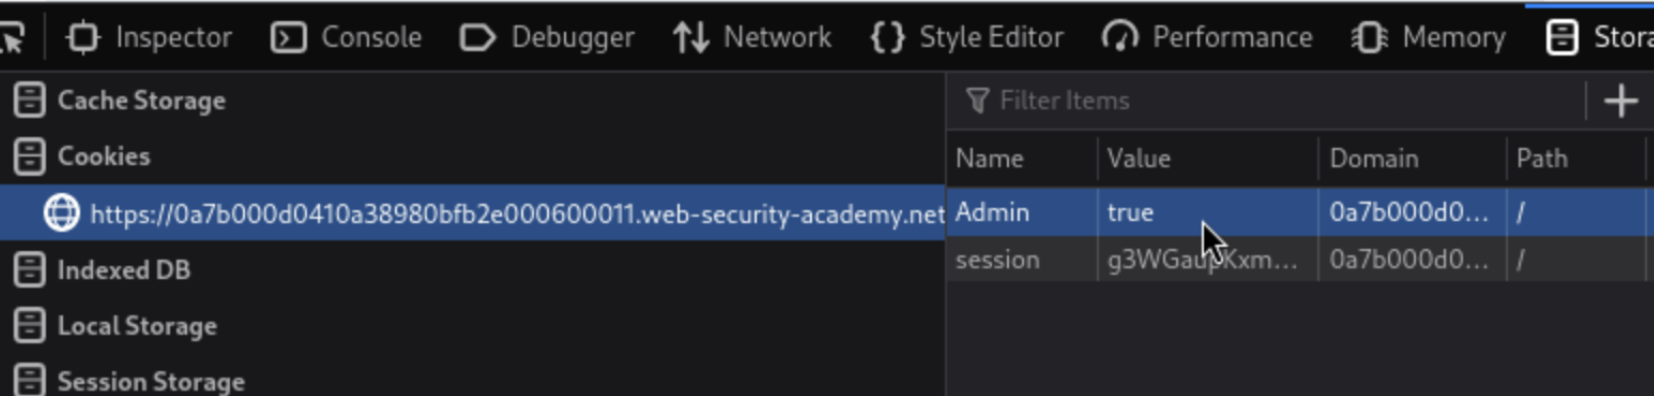 Inspector Console Debugger Network Style Editor Performance Memory Stora
Cache Storage
Cookies
https://0a7b000d0410a38980bfb2e000600011.web-security-academy.net
Indexed DB
Local Storage
Session Storage
Filter Items
Name Value Domain Path
Admin true 0a7b000d0... /
session g3WGaupKxm... 0a7b000d0... /